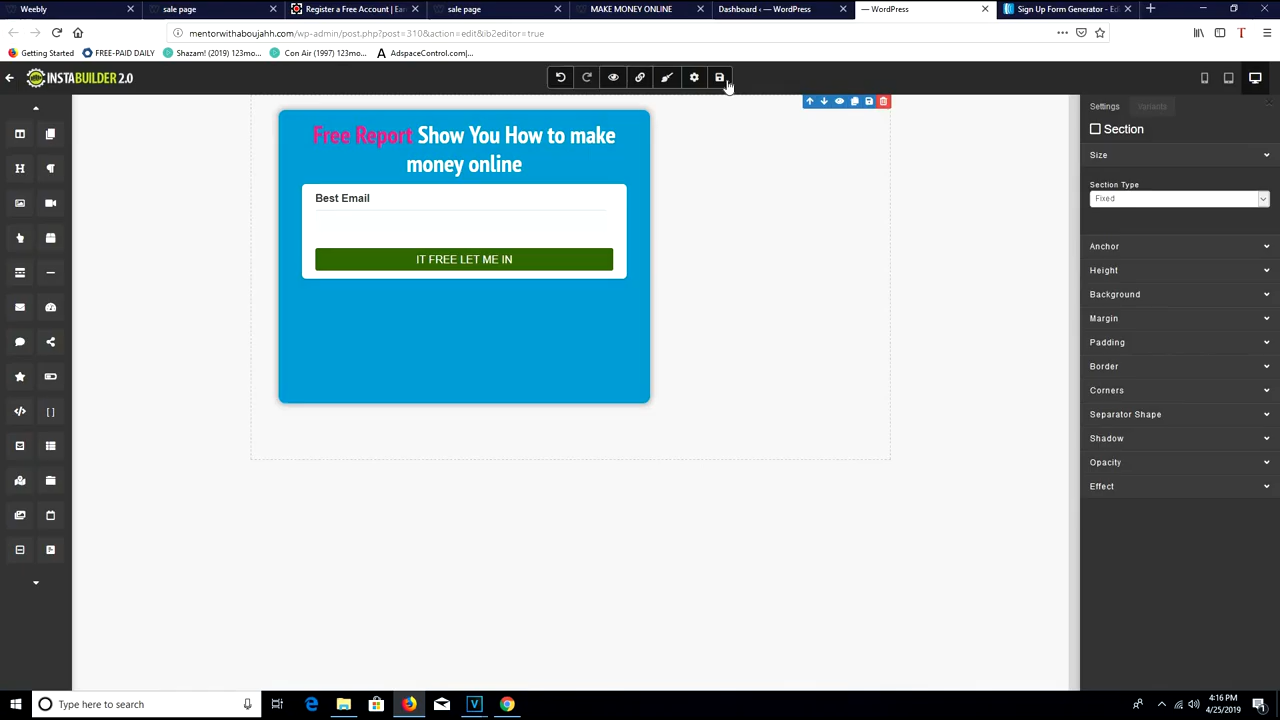 Weebly
sale page
Register a Free Account | Ear
sale page
MAKE MONEY ONLINE
Dashboard ‹ — WordPress
— WordPress
Sign Up Form Generator - Ed
mentorwithaboujahh.com/wp-admin/post.php?post=310&action=edit&ib2editor=true
Getting Started
FREE-PAID DAILY
Shazam! (2019) 123mo...
Con Air (1997) 123mo...
AdspaceControl.com|...
INSTABUILDER 2.0
Settings
Variants
Section
Size
Section Type
Fixed
Anchor
Height
Background
Margin
Padding
Border
Corners
Separator Shape
Shadow
Opacity
Effect
Free Report Show You How to make
money online
Best Email
IT FREE LET ME IN
Type here to search
4:16 PM
4/25/2019